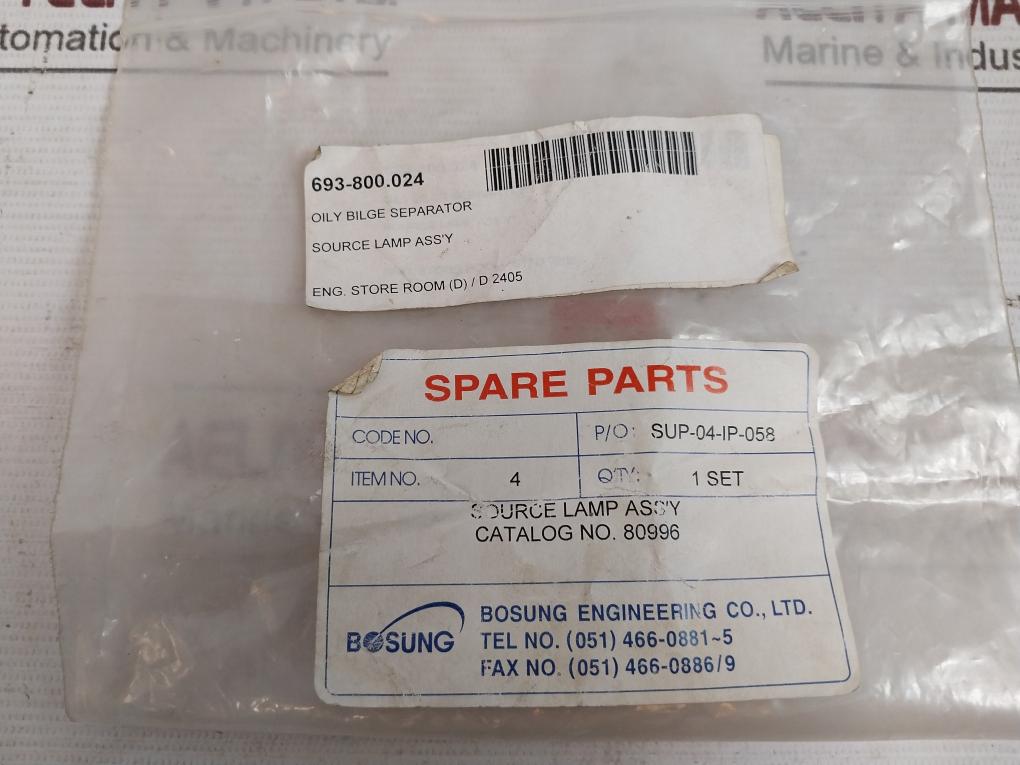 tomation & Machinery
Marine & Indus
693-800.024
OILY BILGE SEPARATOR
SOURCE LAMP ASS'Y
ENG. STORE ROOM (D) / D 2405
SPARE PARTS
CODE NO. P/O: SUP-04-IP-058
ITEM NO. 4 Q'TY: 1 SET
SOURCE LAMP ASS'Y
CATALOG NO. 80996
BOSUNG
BOSUNG ENGINEERING CO., LTD.
TEL NO. (051) 466-0881~5
FAX NO. (051) 466-0886/9